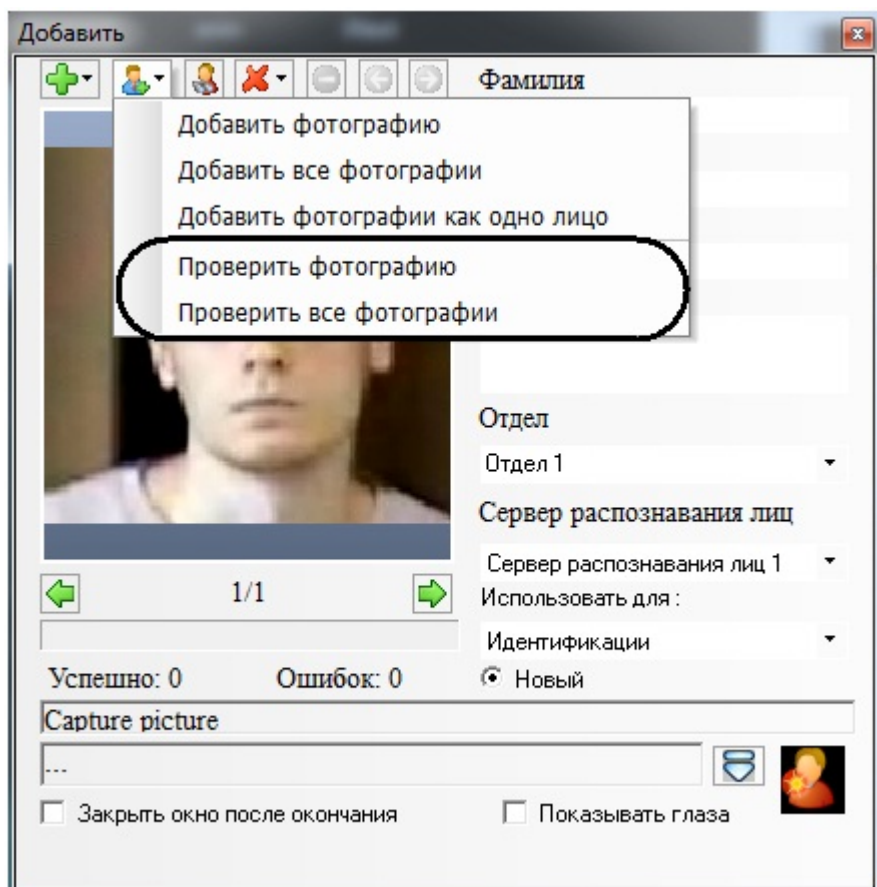 Добавить
Фамилия
Добавить фотографию
Добавить все фотографии
Добавить фотографии как одно лицо
Проверить фотографию
Проверить все фотографии
Отдел
Отдел 1
Сервер распознавания лиц
Сервер распознавания лиц 1
1/1
Использовать для :
Идентификации
Успешно: 0 Ошибок: 0
Новый
Capture picture
...
Закрыть окно после окончания
Показывать глаза